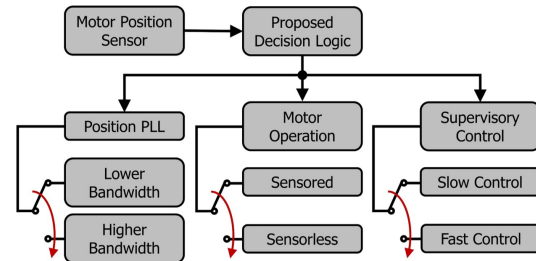 Motor Position
Sensor
Proposed
Decision Logic
Position PLL
Motor
Operation
Supervisory
Control
Lower
Bandwidth
Sensored
Slow Control
Higher
Bandwidth
Sensorless
Fast Control